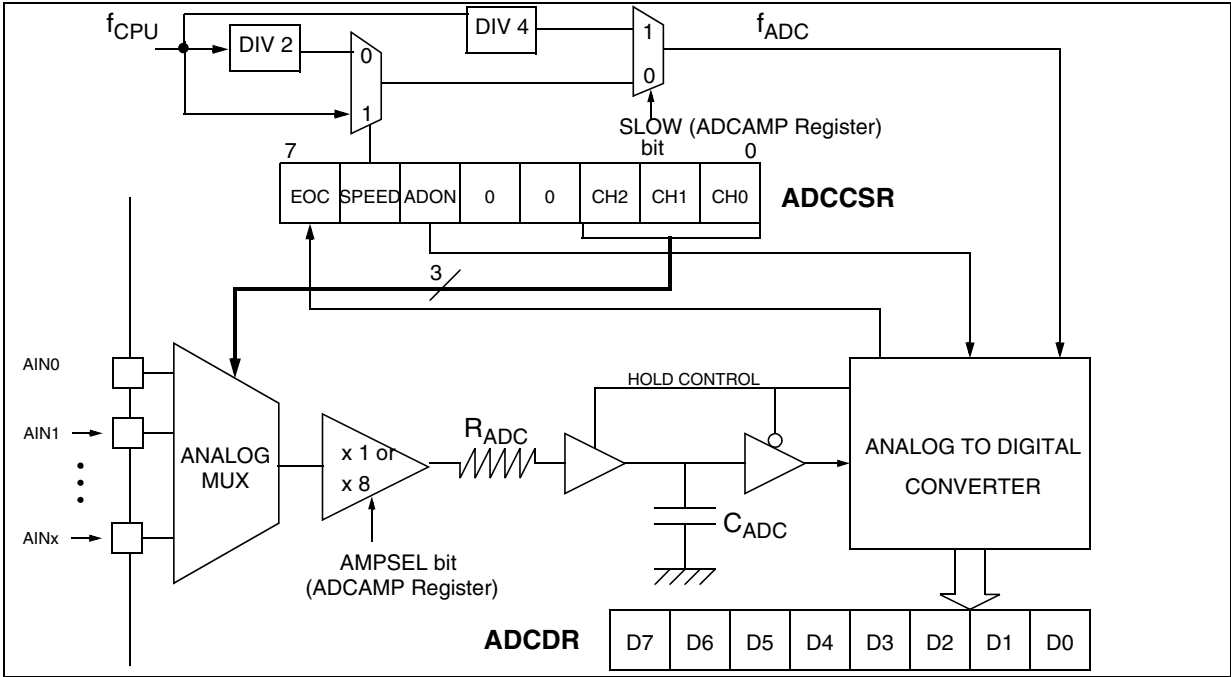 fCPU
DIV 2
0
1
DIV 4
1
0
fADC
SLOW (ADCAMP Register)
bit
7
0
EOC
SPEED
ADON
0
0
CH2
CH1
CH0
ADCCSR
3
AIN0
AIN1
AINx
ANALOG
MUX
x 1 or
x 8
AMPSEL bit
(ADCAMP Register)
RADC
HOLD CONTROL
CADC
ANALOG TO DIGITAL
CONVERTER
ADCDR
D7
D6
D5
D4
D3
D2
D1
D0